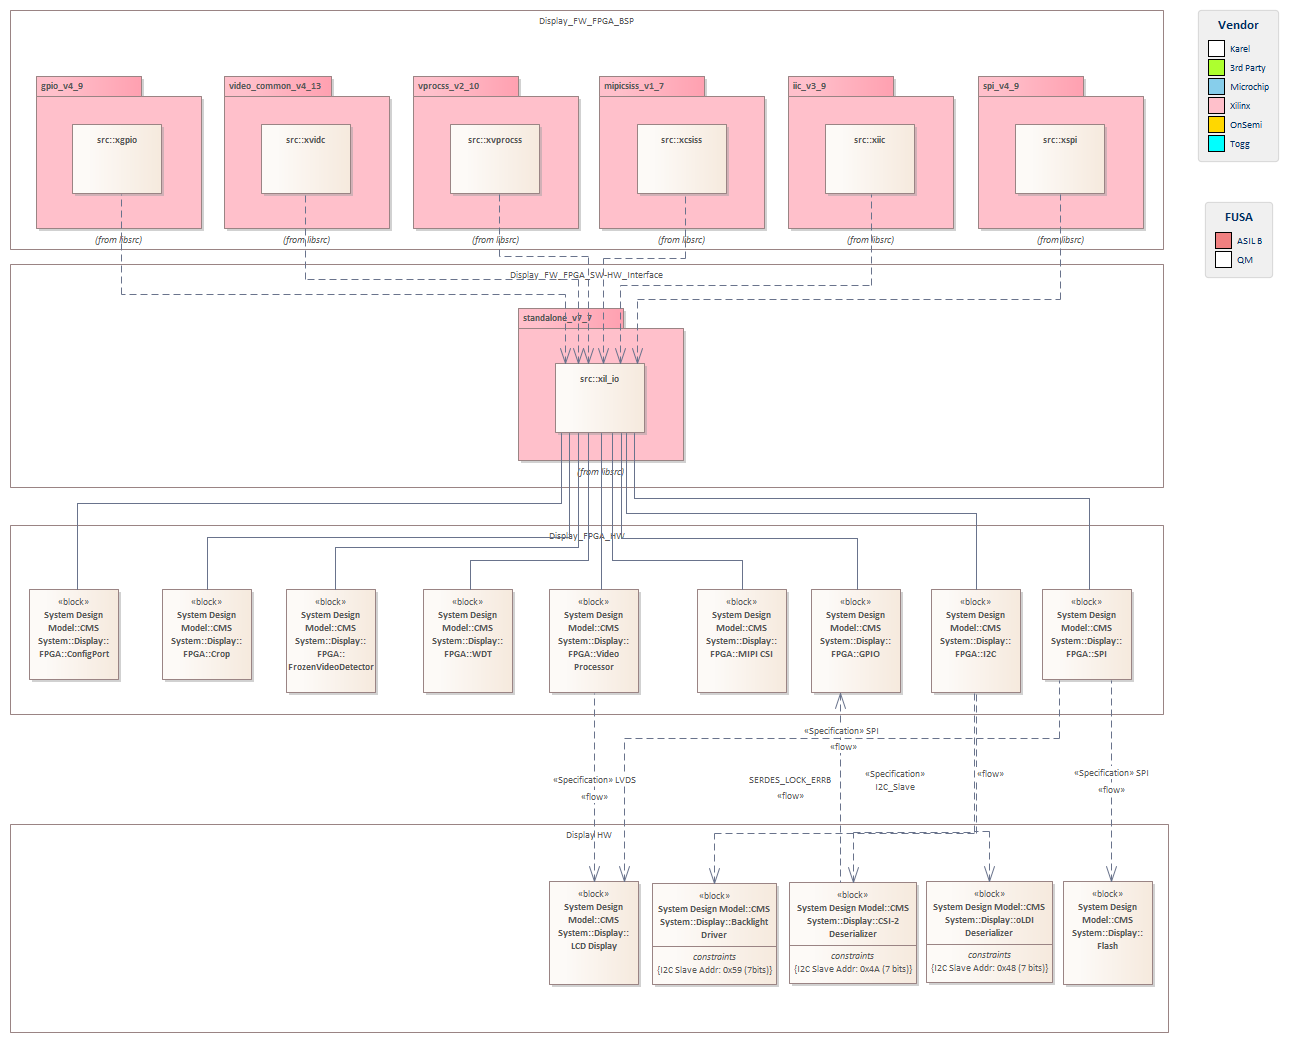 Display_FW_FPGA_BSP
gpio_v4_9
video_common_v4_13
vprocss_v2_10
mipicsiss_v1_7
iic_v3_9
spi_v4_9
src::xgpio
src::xvidc
src::xvprocss
src::xcsiss
src::xiic
src::xspi
(from libsrc)
(from libsrc)
(from libsrc)
(from libsrc)
(from libsrc)
(from libsrc)
Vendor
Karel
3rd Party
Microchip
Xilinx
OnSemi
Togg
FUSA
ASIL B
QM
Display_FW_FPGA_SW-HW_Interface
standalone_v7_7
src::xil_io
(from libsrc)
Display_FPGA_HW
«block»
System Design
Model::CMS
System::Display::
FPGA::ConfigPort
«block»
System Design
Model::CMS
System::Display::
FPGA::Crop
«block»
System Design
Model::CMS
System::Display::
FPGA::
FrozenVideoDetector
«block»
System Design
Model::CMS
System::Display::
FPGA::WDT
«block»
System Design
Model::CMS
System::Display::
FPGA::Video
Processor
«block»
System Design
Model::CMS
System::Display::
FPGA::MIPI CSI
«block»
System Design
Model::CMS
System::Display::
FPGA::GPIO
«block»
System Design
Model::CMS
System::Display::
FPGA::I2C
«block»
System Design
Model::CMS
System::Display::
FPGA::SPI
«Specification» SPI
«flow»
«Specification» LVDS
«flow»
SERDES_LOCK_ERRB
«flow»
«Specification»
I2C_Slave
«flow»
«Specification» SPI
«flow»
Display HW
«block»
System Design
Model::CMS
System::Display::
LCD Display
«block»
System Design Model::CMS
System::Display::Backlight
Driver
constraints
{I2C Slave Addr: 0x59 (7bits)}
«block»
System Design Model::CMS
System::Display::CSI-2
Deserializer
constraints
{I2C Slave Addr: 0x4A (7 bits)}
«block»
System Design Model::CMS
System::Display::oLDI
Deserializer
constraints
{I2C Slave Addr: 0x48 (7 bits)}
«block»
System Design
Model::CMS
System::Display::
Flash